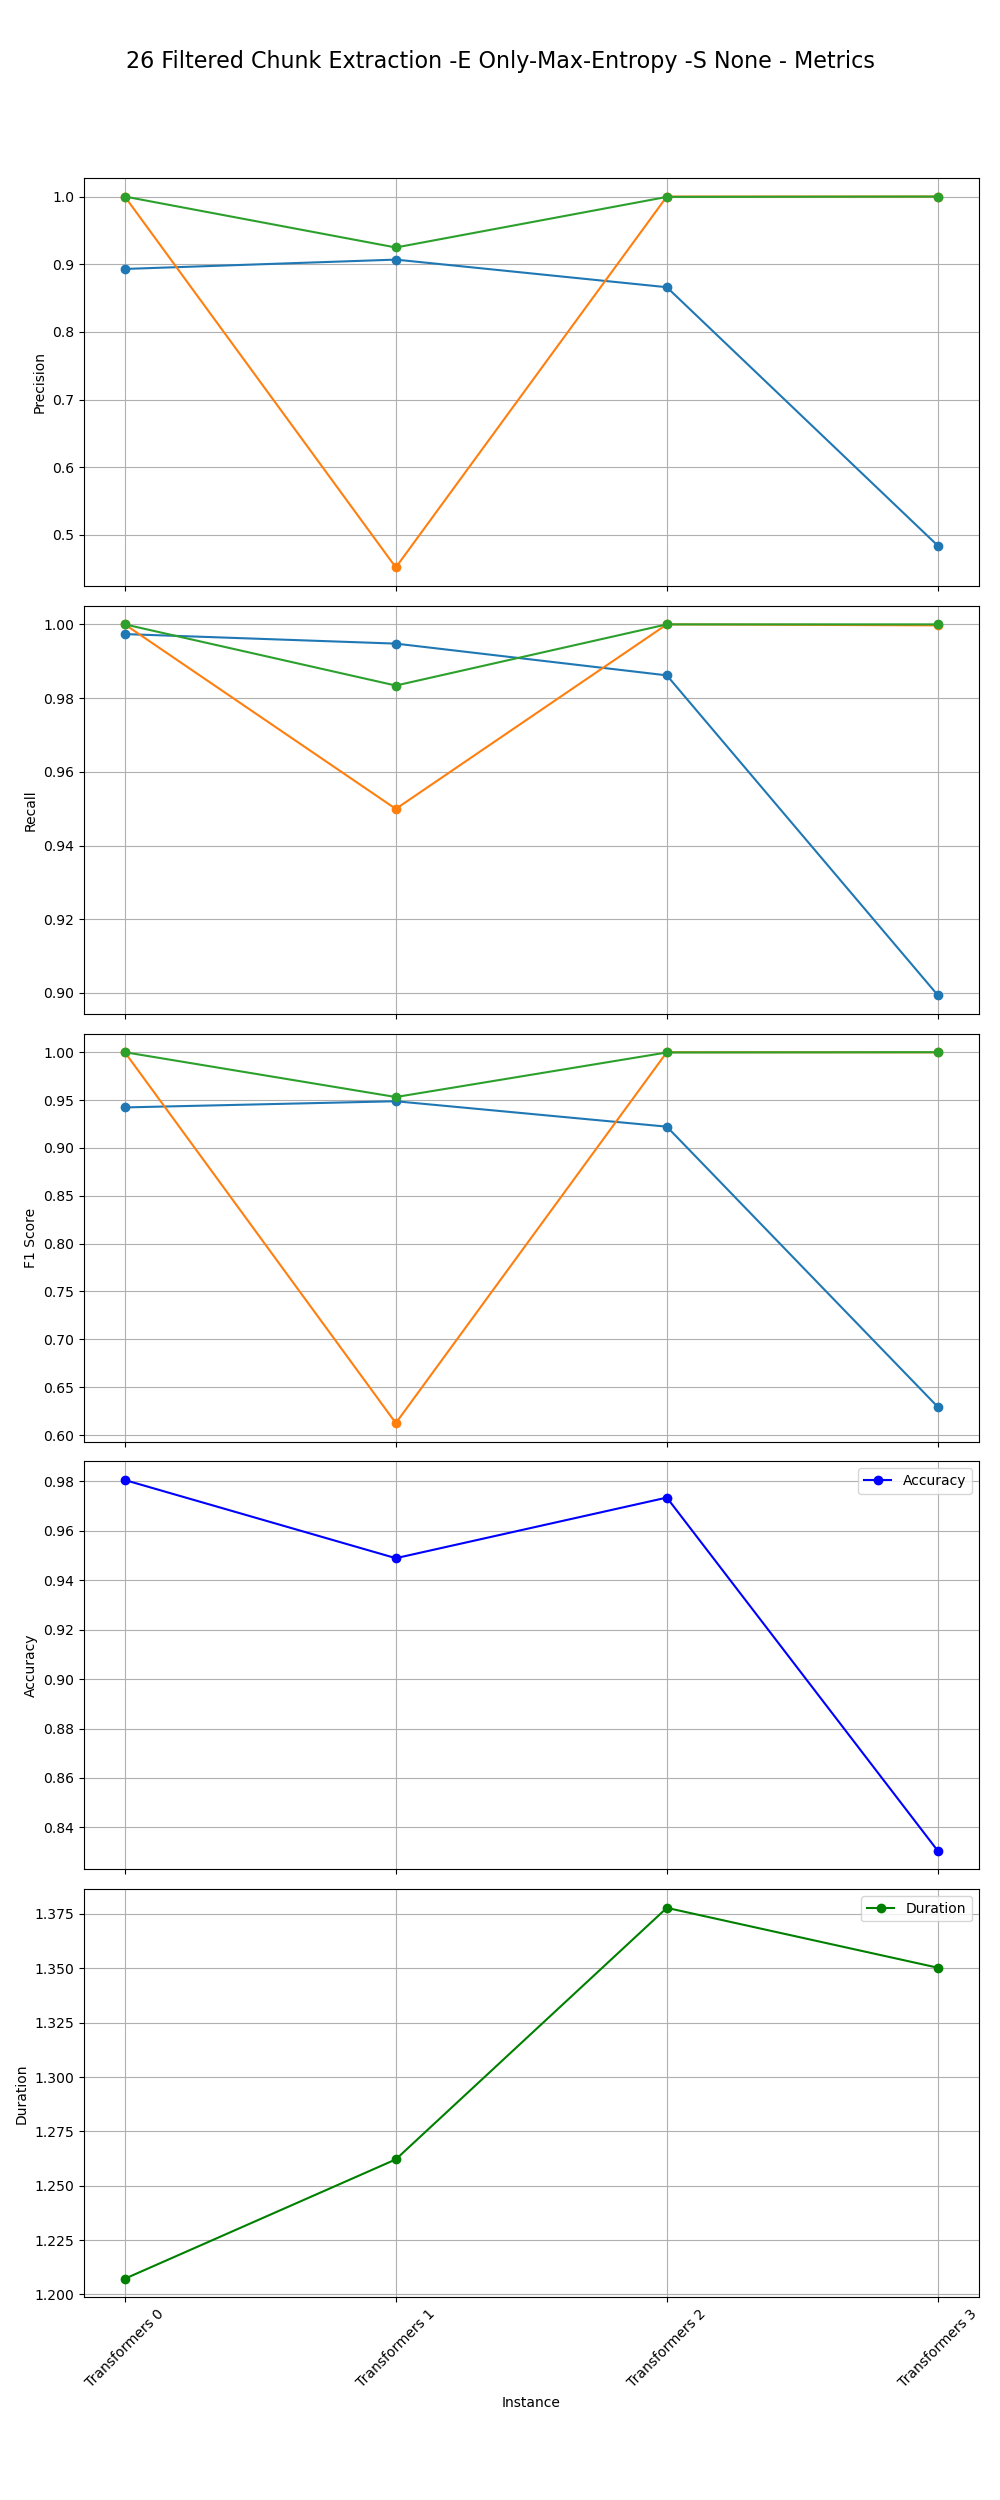 26 Filtered Chunk Extraction -E Only-Max-Entropy -S None - Metrics
1.0
0.9
0.8
0.7
0.6
0.5
Precision
1.00
0.98
0.96
0.94
0.92
0.90
Recall
1.00
0.95
0.90
0.85
0.80
0.75
0.70
0.65
0.60
F1 Score
Accuracy
0.98
0.96
0.94
0.92
0.90
0.88
0.86
0.84
Accuracy
Duration
1.375
1.350
1.325
1.300
1.275
1.250
1.225
1.200
Duration
Transformers 0
Transformers 1
Transformers 2
Transformers 3
Instance